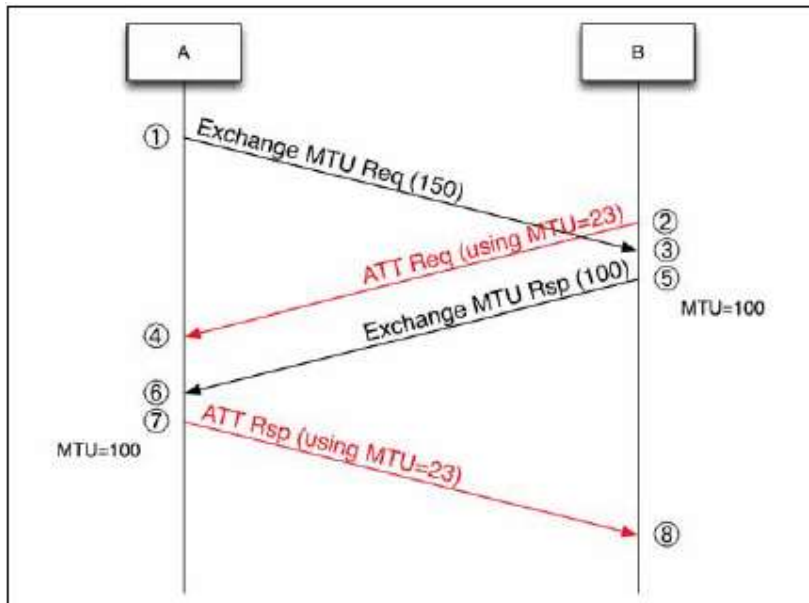 A
B
①
Exchange MTU Req (150)
②
③
ATT Req (using MTU=23)
⑤
Exchange MTU Rsp (100)
MTU=100
④
⑥
⑦
ATT Rsp (using MTU=23)
MTU=100
⑧